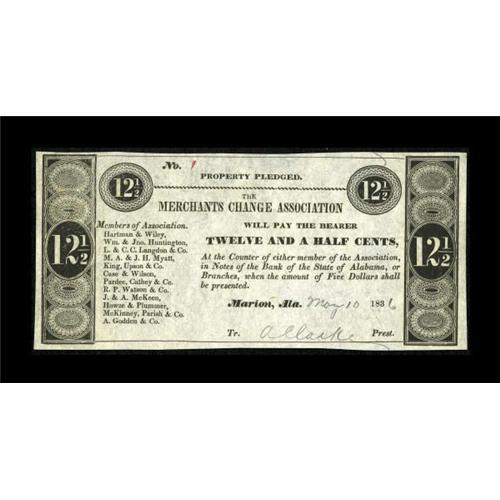 No. 1
PROPERTY PLEDGED.
12½ 12½
THE
MERCHANTS CHANGE ASSOCIATION
WILL PAY THE BEARER
TWELVE AND A HALF CENTS,
At the Counter of either member of the Association,
in Notes of the Bank of the State of Alabama, or
Branches, when the amount of Five Dollars shall
be presented.
Marion, Ala. May 10 1838
Tr. A Clark Prest.
Members of Association.
Hartman & Wiley,
Wm. & Jno. Huntington,
L. & C. C. Langdon & Co.
M. A. & J. H. Myatt,
King, Upson & Co.
Case & Wilson,
Pardee, Cathey & Co.
R. P. Watson & Co.
J. & A. McKeen,
Howze & Plummer,
McKinney, Parish & Co.
A. Godden & Co.
12½
12½